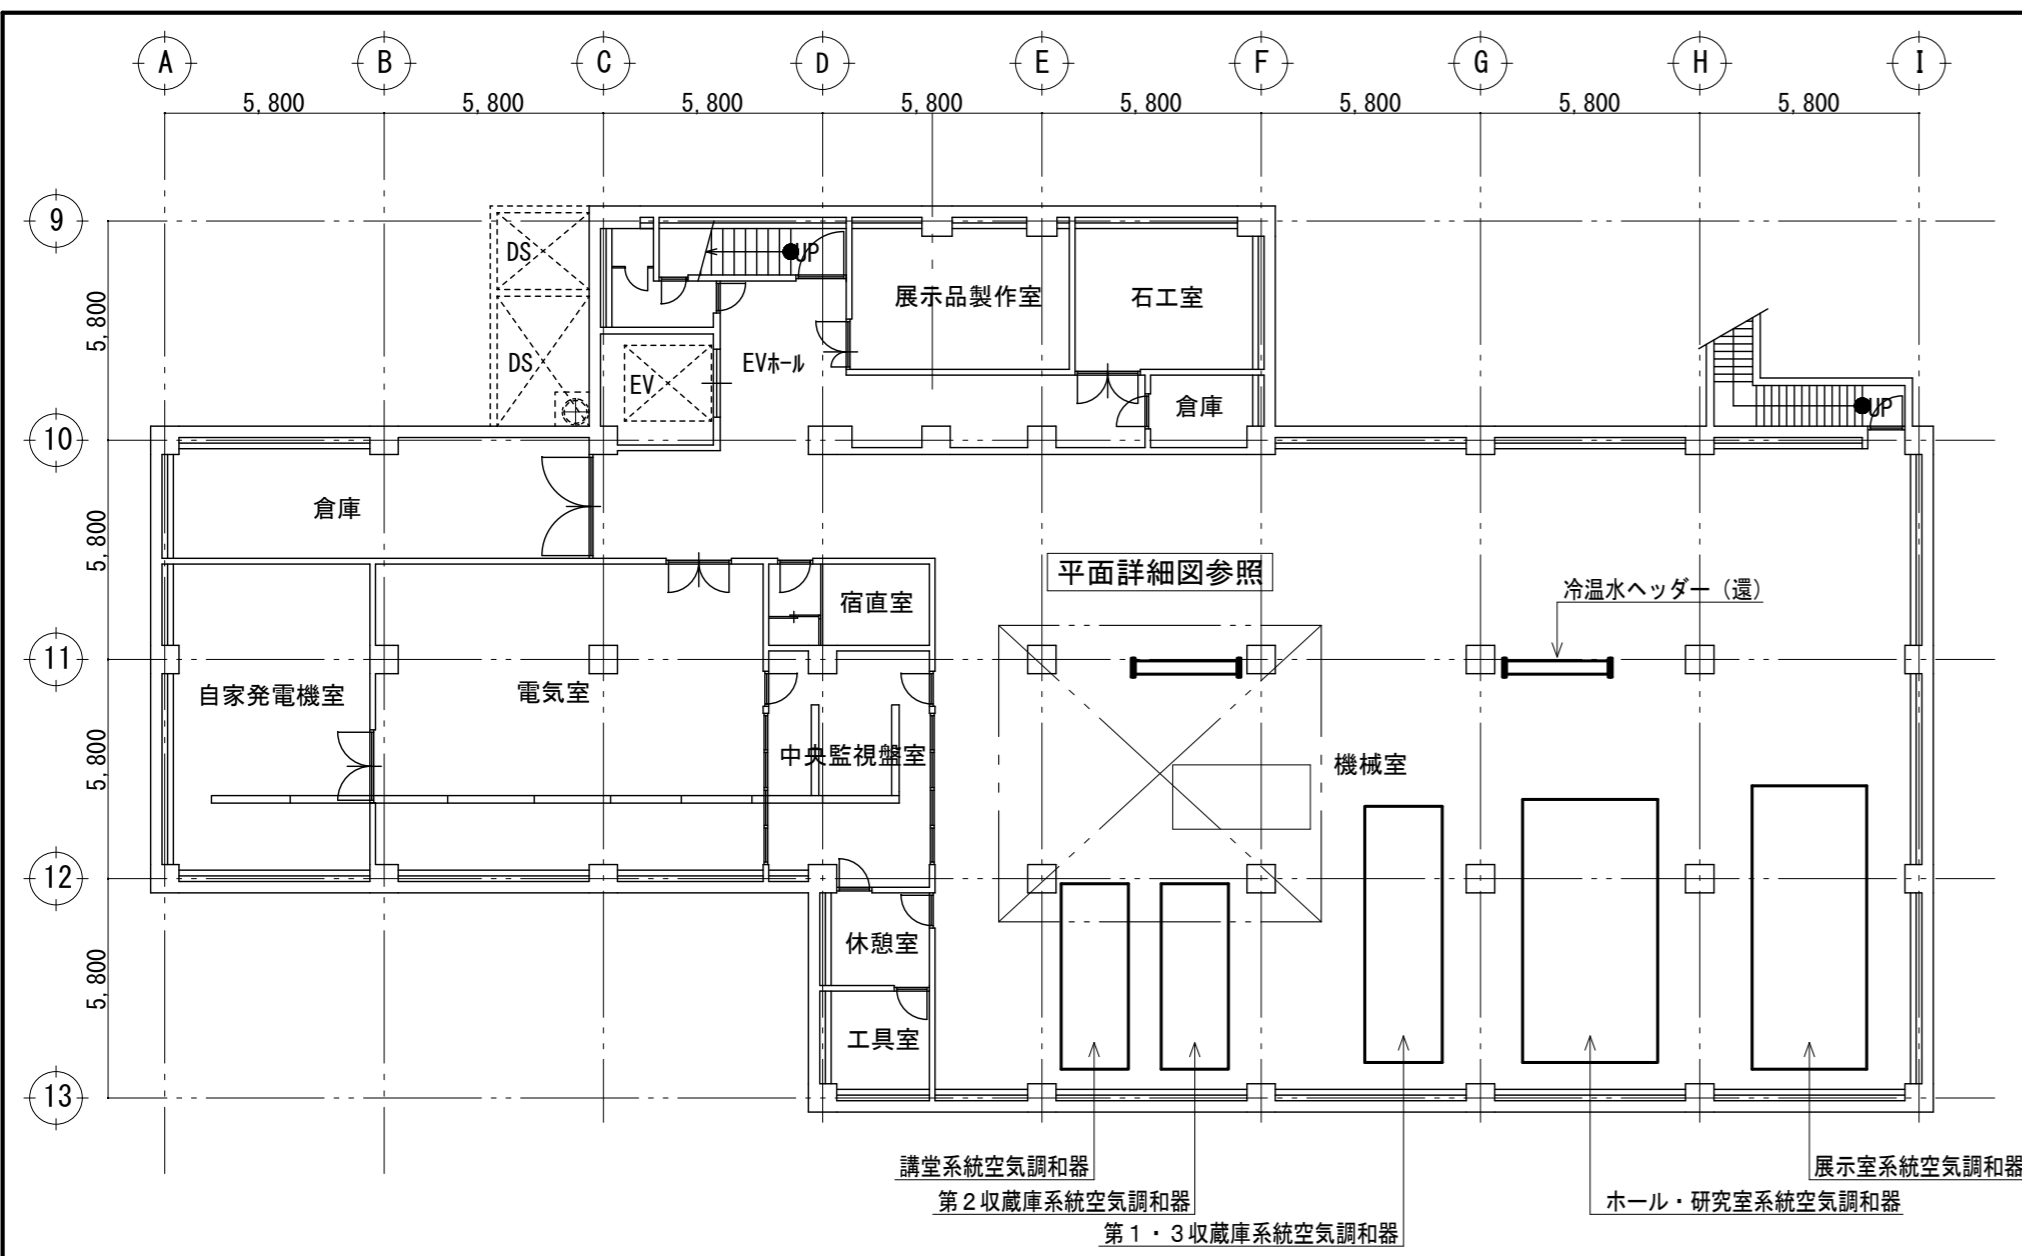 A B C D E F G H I
5,800 5,800 5,800 5,800 5,800 5,800 5,800 5,800
9
DS
UP
展示品製作室
石工室
5,800
DS
EVホール
EV
倉庫
UP
10
倉庫
5,800
平面詳細図参照
冷温水ヘッダー（還）
宿直室
11
自家発電機室
電気室
中央監視盤室
機械室
5,800
12
休憩室
5,800
工具室
13
講堂系統空気調和器
展示室系統空気調和器
第２収蔵庫系統空気調和器
ホール・研究室系統空気調和器
第１・３収蔵庫系統空気調和器